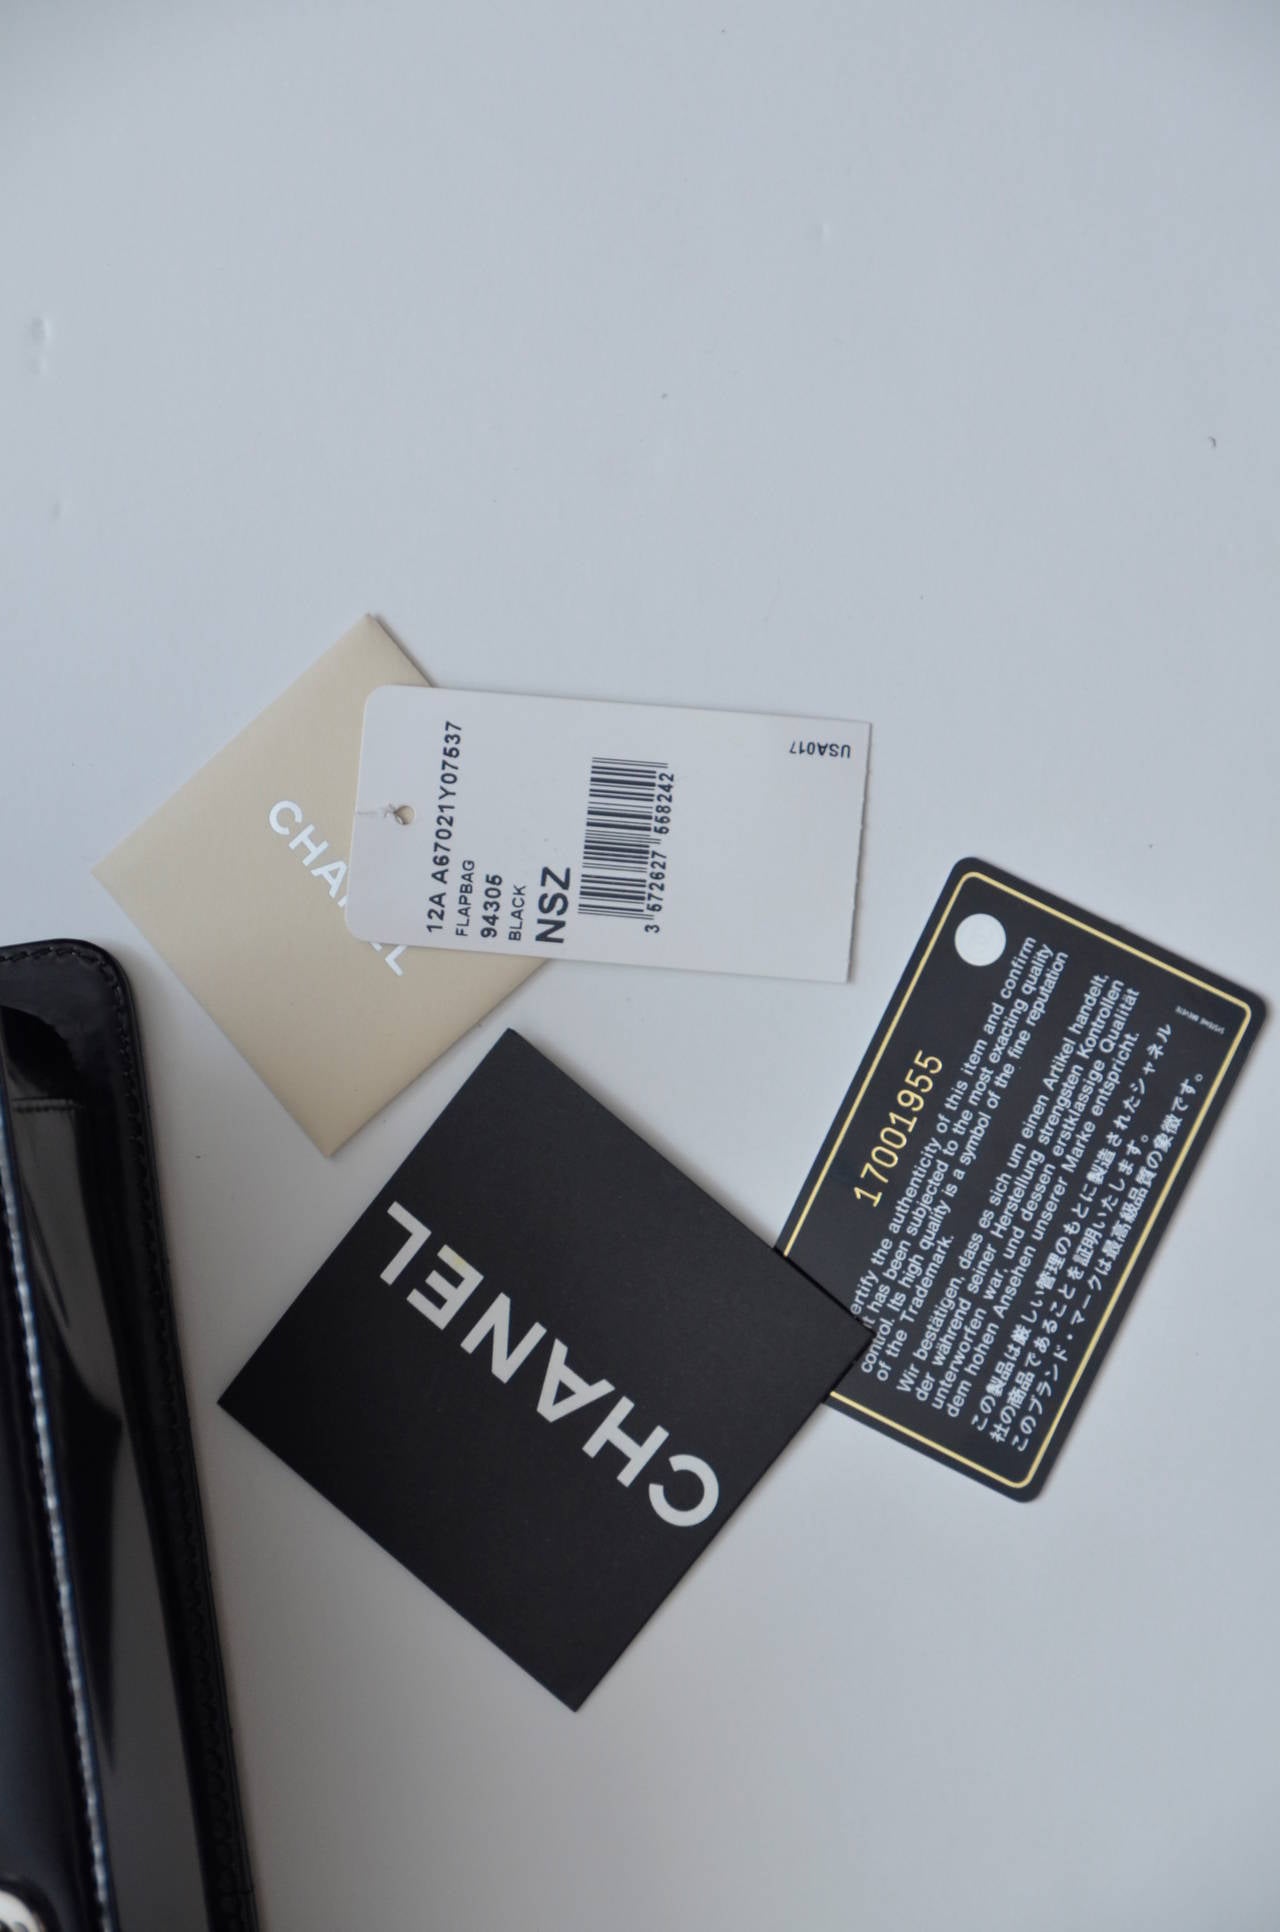 CHANEL
12A A67021Y07537
FLAPBAG
94305
BLACK
NSZ
3 572627 568242
USA017
CHANEL
17001955
ertify the authenticity of this item and confirm
it has been subjected to the most exacting quality
control. Its high quality is a symbol of the fine reputation
of the Trademark.
Wir bestätigen, dass es sich um einen Artikel handelt,
der während seiner Herstellung strengsten Kontrollen
unterworfen war, und dessen erstklassige Qualität
dem hohen Ansehen unserer Marke entspricht.
この製品は厳しい管理のもとに製造されたシャネル
社の商品であることを証明いたします。
このブランド・マークは最高級品質の象徴です。